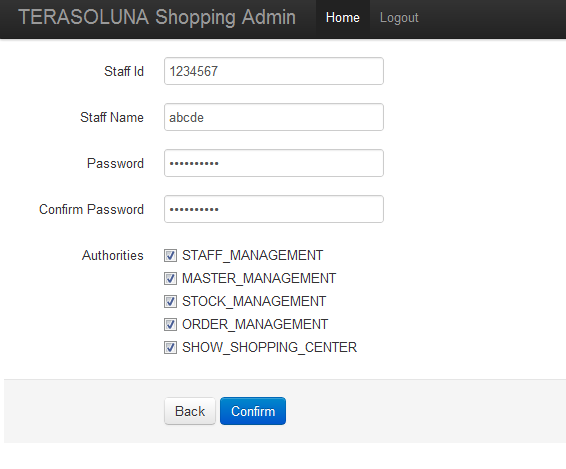 TERASOLUNA Shopping Admin Home Logout
Staff Id 1234567
Staff Name abcde
Password ••••••••••
Confirm Password ••••••••••
Authorities STAFF_MANAGEMENT
MASTER_MANAGEMENT
STOCK_MANAGEMENT
ORDER_MANAGEMENT
SHOW_SHOPPING_CENTER
Back Confirm